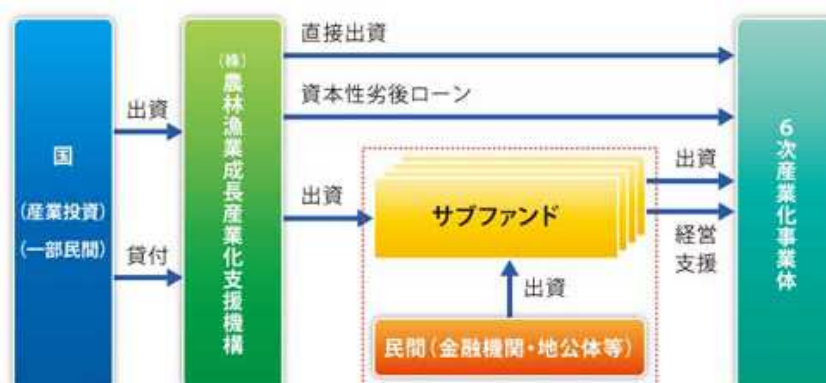 国
(産業投資)
(一部民間)
出資
貸付
(株)
農林漁業成長産業化支援機構
直接出資
資本性劣後ローン
出資
サブファンド
出資
民間(金融機関・地公体等)
出資
経営
支援
6次産業化事業体